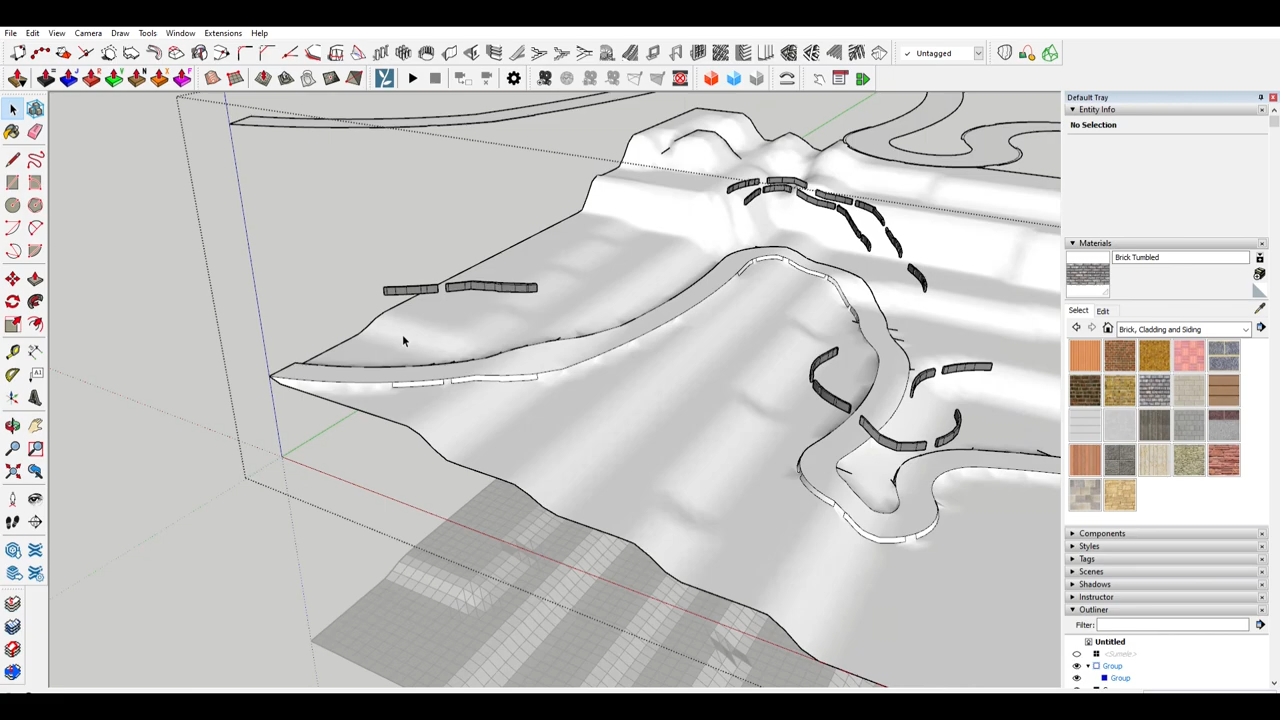 File Edit View Camera Draw Tools Window Extensions Help
Untagged
Default Tray
Entity Info
No Selection
Materials
Brick Tumbled
Select Edit
Brick, Cladding and Siding
Components
Styles
Tags
Scenes
Shadows
Instructor
Outliner
Filter:
Untitled
Group
Group